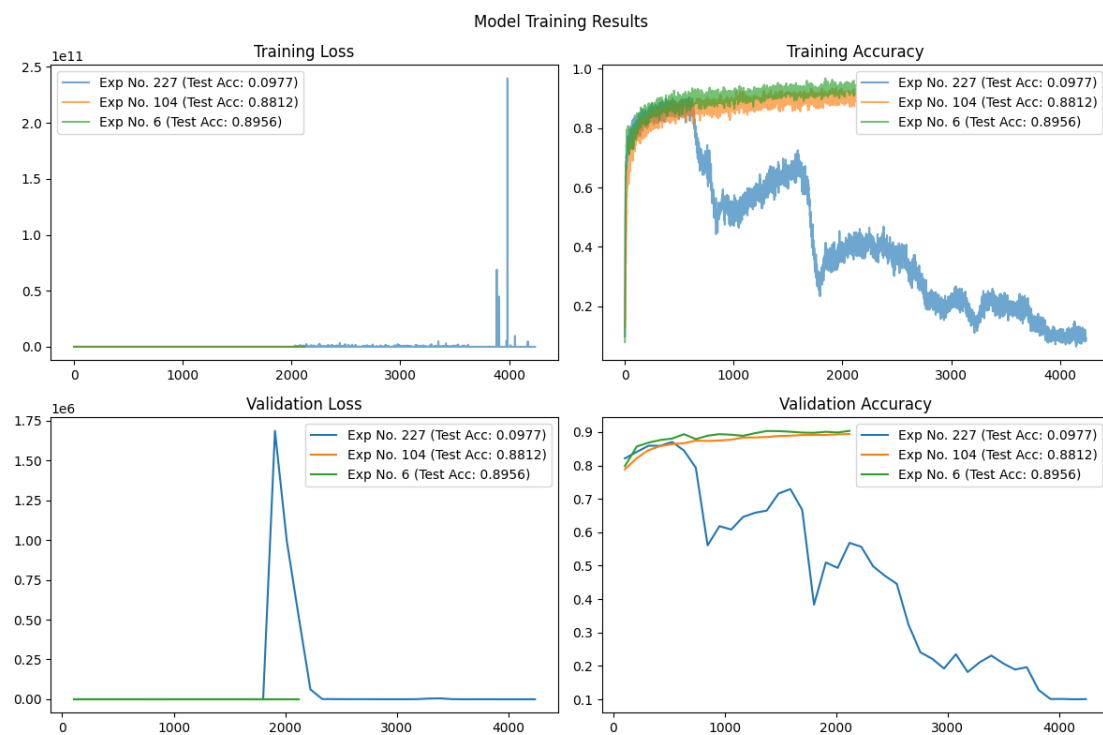 Model Training Results
Training Loss
1e11
2.5
2.0
1.5
1.0
0.5
0.0
0 1000 2000 3000 4000
Exp No. 227 (Test Acc: 0.0977)
Exp No. 104 (Test Acc: 0.8812)
Exp No. 6 (Test Acc: 0.8956)
Training Accuracy
1.0
0.8
0.6
0.4
0.2
0 1000 2000 3000 4000
Exp No. 227 (Test Acc: 0.0977)
Exp No. 104 (Test Acc: 0.8812)
Exp No. 6 (Test Acc: 0.8956)
Validation Loss
1e6
1.75
1.50
1.25
1.00
0.75
0.50
0.25
0.00
0 1000 2000 3000 4000
Exp No. 227 (Test Acc: 0.0977)
Exp No. 104 (Test Acc: 0.8812)
Exp No. 6 (Test Acc: 0.8956)
Validation Accuracy
0.9
0.8
0.7
0.6
0.5
0.4
0.3
0.2
0.1
0 1000 2000 3000 4000
Exp No. 227 (Test Acc: 0.0977)
Exp No. 104 (Test Acc: 0.8812)
Exp No. 6 (Test Acc: 0.8956)